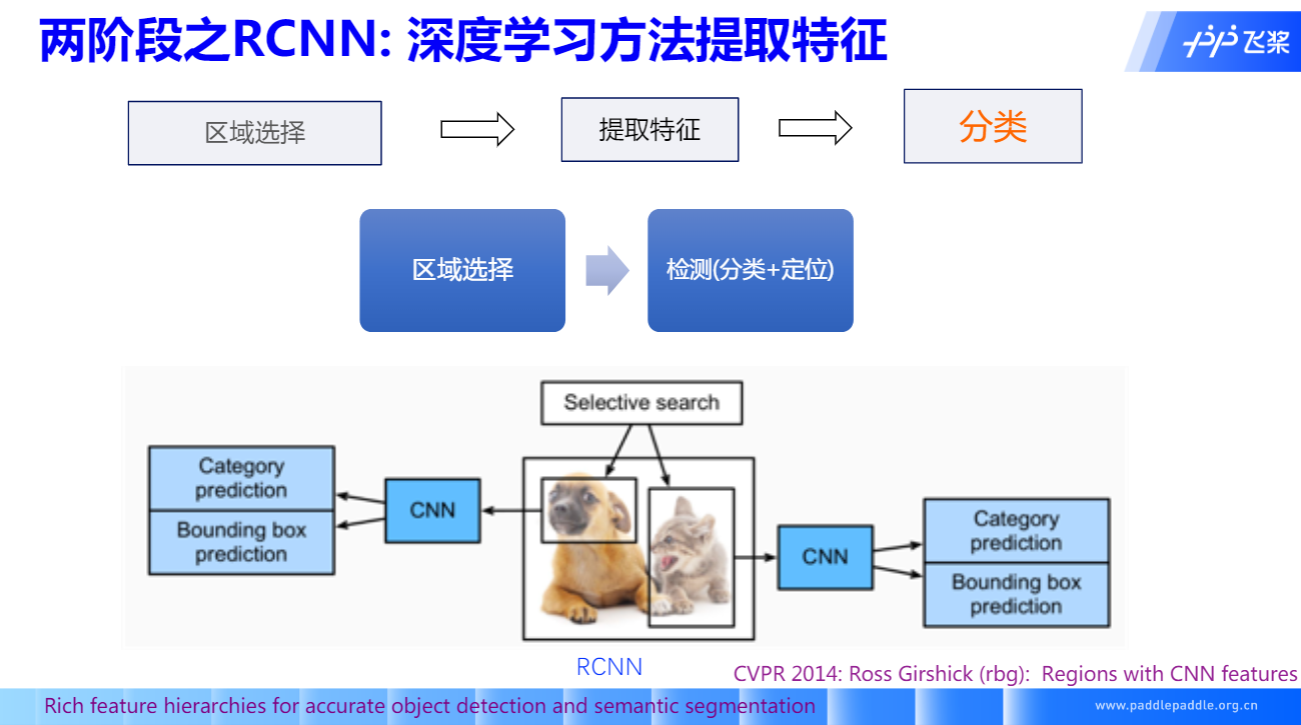 两阶段之RCNN: 深度学习方法提取特征
飞桨
区域选择
提取特征
分类
区域选择
检测(分类+定位)
Selective search
Category
prediction
Bounding box
prediction
CNN
CNN
Category
prediction
Bounding box
prediction
RCNN
CVPR 2014: Ross Girshick (rbg): Regions with CNN features
Rich feature hierarchies for accurate object detection and semantic segmentation
www.paddlepaddle.org.cn